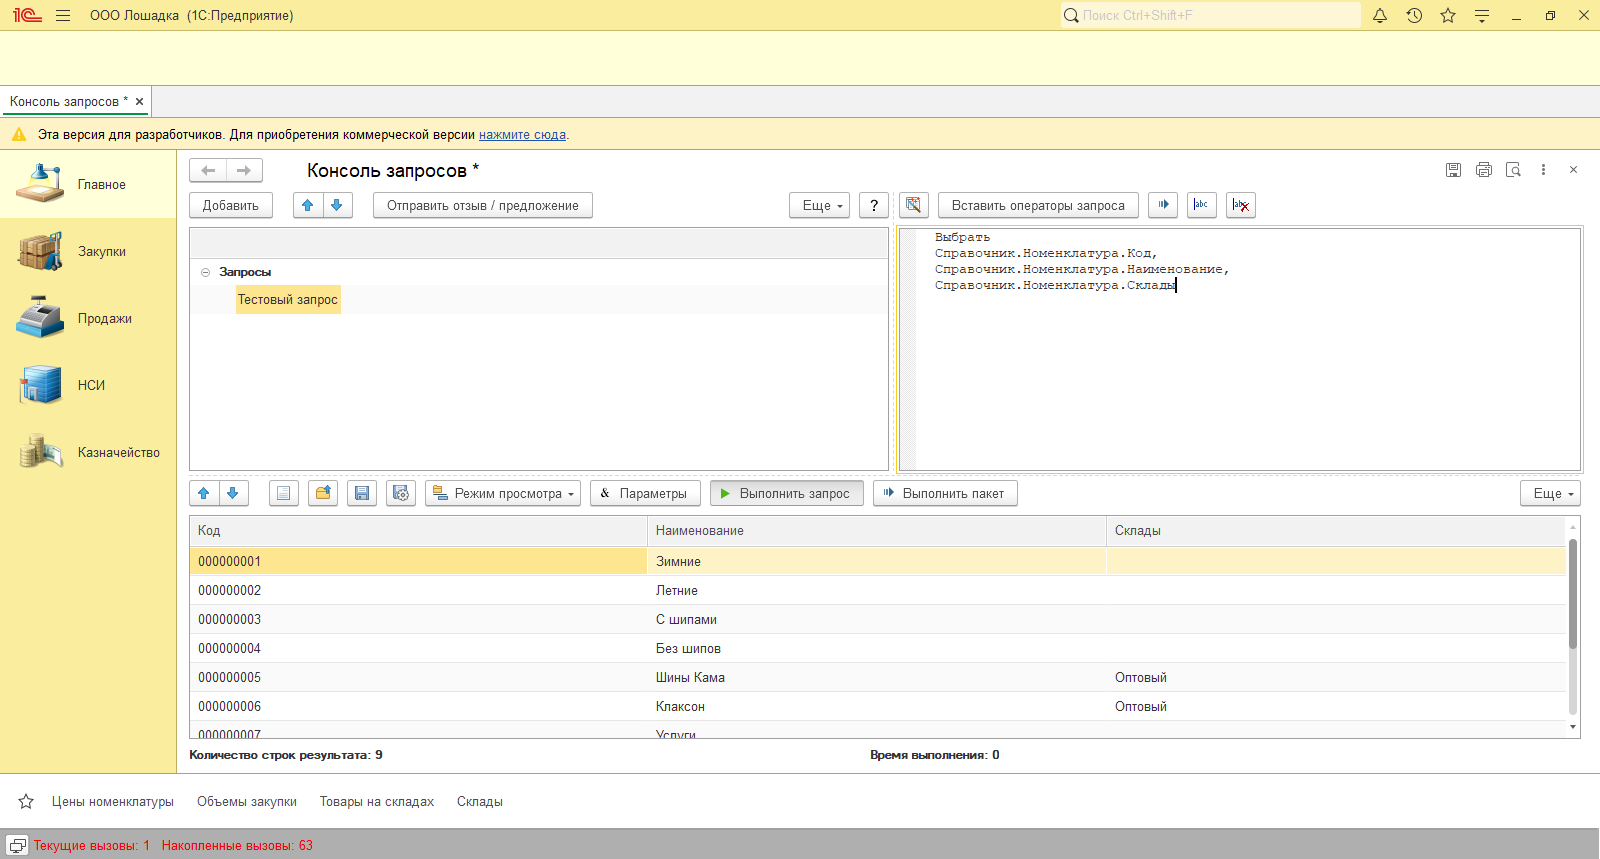 1С ООО Лошадка (1С:Предприятие) Поиск Ctrl+Shift+F
Консоль запросов * ×
Эта версия для разработчиков. Для приобретения коммерческой версии нажмите сюда.
Главное
Закупки
Продажи
НСИ
Казначейство
Консоль запросов *
Добавить Отправить отзыв / предложение Еще ? Вставить операторы запроса abc abc
Запросы
Тестовый запрос
Выбрать
Справочник.Номенклатура.Код,
Справочник.Номенклатура.Наименование,
Справочник.Номенклатура.Склады
Режим просмотра & Параметры Выполнить запрос Выполнить пакет Еще
Код Наименование Склады
000000001 Зимние
000000002 Летние
000000003 С шипами
000000004 Без шипов
000000005 Шины Кама Оптовый
000000006 Клаксон Оптовый
000000007 Услуги
Количество строк результата: 9 Время выполнения: 0
Цены номенклатуры Объемы закупки Товары на складах Склады
Текущие вызовы: 1 Накопленные вызовы: 63